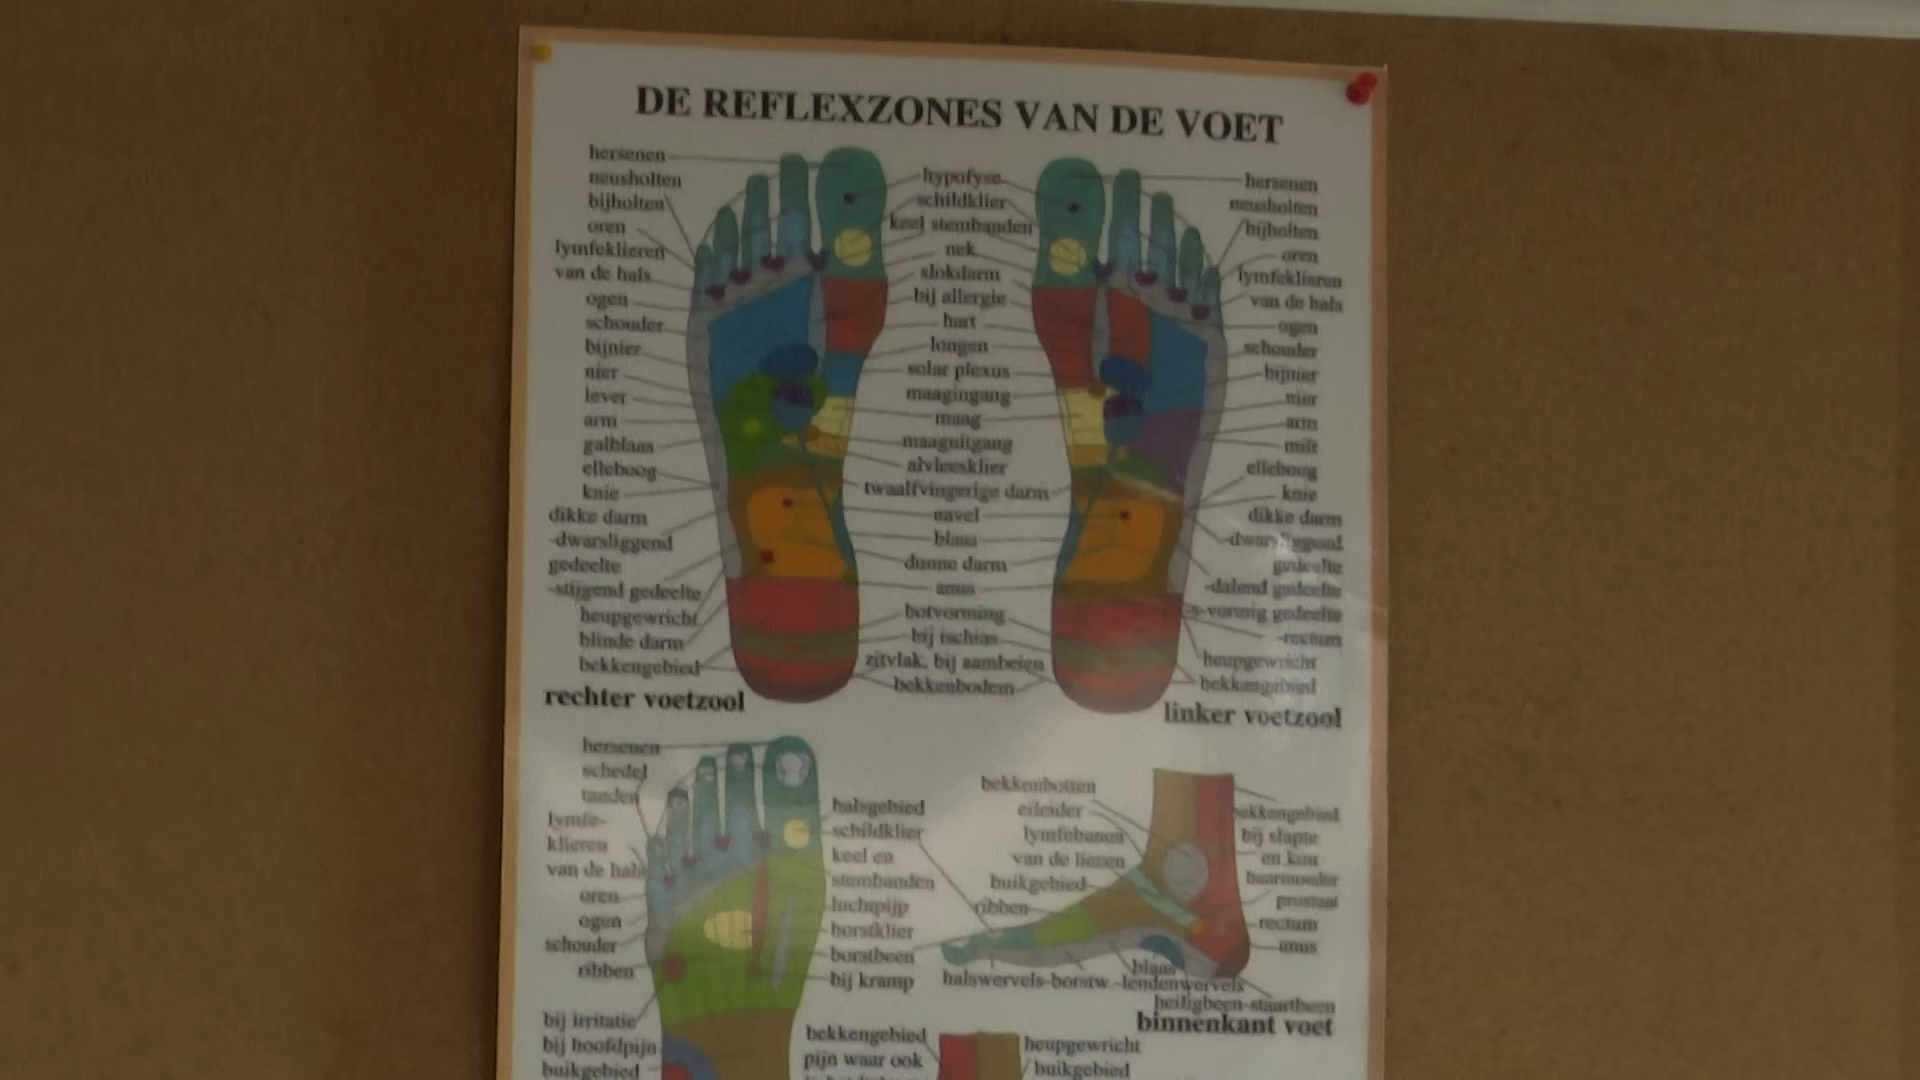 DE REFLEXZONES VAN DE VOET
hersenen
neusholten
bijholten
oren
lymfeklieren
van de hals
ogen
schouder
bijnier
nier
lever
arm
galblaas
elleboog
knie
dikke darm
-dwarsliggend
gedeelte
-stijgend gedeelte
heupgewricht
blinde darm
bekkengebied
rechter voetzool
hypofyse
schildklier
keel stembanden
nek
slokdarm
bij allergie
hart
longen
solar plexus
maagingang
maag
maaguitgang
alvleesklier
twaalfvingerige darm
navel
blaas
dunne darm
anus
botvorming
bij ischias
zitvlak, bij aambeien
bekkenbodem
hersenen
neusholten
bijholten
oren
lymfeklieren
van de hals
ogen
schouder
bijnier
nier
arm
milt
elleboog
knie
dikke darm
-dwarsliggend
gedeelte
-dalend gedeelte
s-vormig gedeelte
-rectum
heupgewricht
bekkengebied
linker voetzool
hersenen
schedel
tanden
lymfe-
klieren
van de hals
oren
ogen
schouder
ribben
bij irritatie
bij hoofdpijn
buikgebied
halsgebied
schildklier
keel en
stembanden
luchtpijp
borstklier
borstbeen
bij kramp
bekkenbotten
eileider
lymfebanen
van de liezen
buikgebied
ribben
bekkengebied
bij slapte
en kou
baarmoeder
prostaat
rectum
anus
blaas
halswervels-borstw.-lendenwervels
heiligbeen-staartbeen
binnenkant voet
bekkengebied
pijn waar ook
heupgewricht
buikgebied